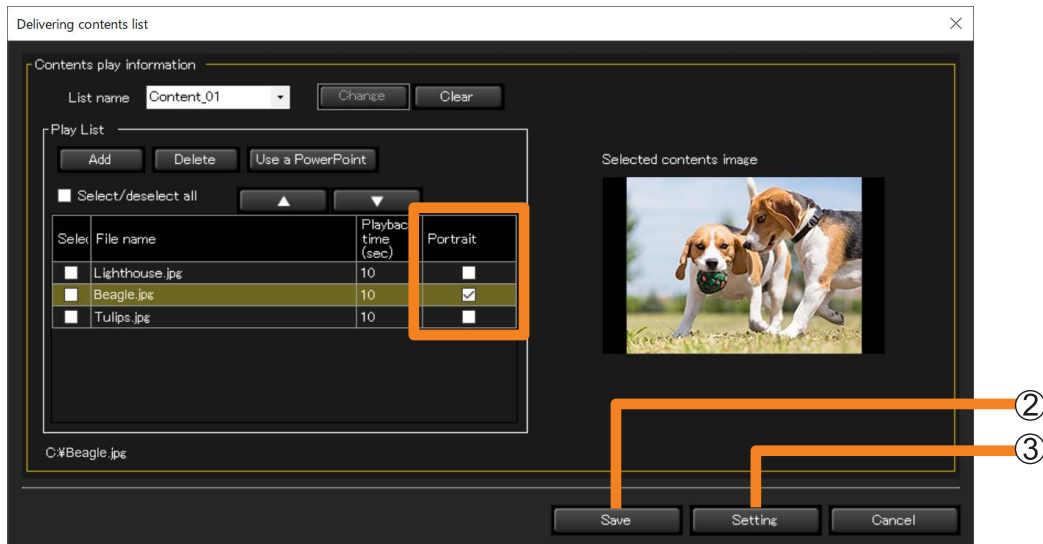 Delivering contents list
Contents play information
List name Content_01 Change Clear
Play List
Add Delete Use a PowerPoint
Select/deselect all ▲ ▼
Selec File name Playbac time (sec) Portrait
Lighthouse.jpg 10
Beagle.jpg 10
Tulips.jpg 10
C:¥Beagle.jpg
Selected contents image
②
③
Save Setting Cancel